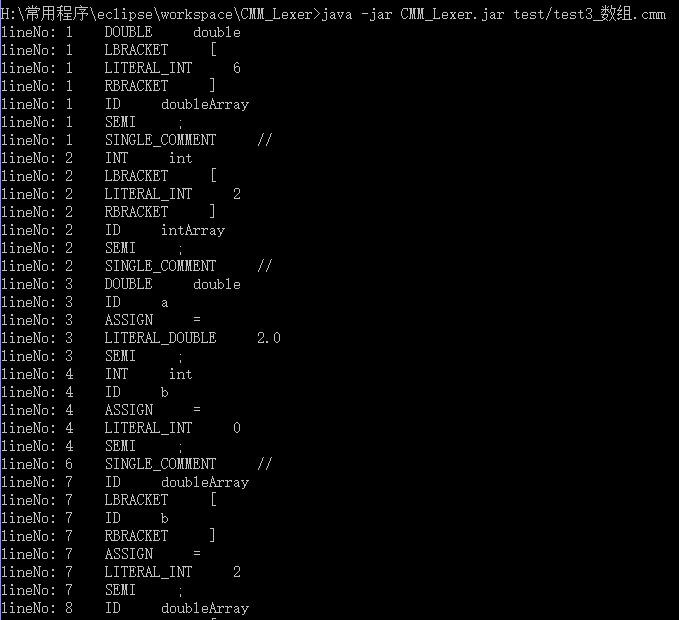 H:\常用程序\eclipse\workspace\CMM_Lexer>java -jar CMM_Lexer.jar test/test3_数组.cmm
lineNo: 1    DOUBLE     double
lineNo: 1    LBRACKET     [
lineNo: 1    LITERAL_INT     6
lineNo: 1    RBRACKET     ]
lineNo: 1    ID     doubleArray
lineNo: 1    SEMI     ;
lineNo: 1    SINGLE_COMMENT     //
lineNo: 2    INT     int
lineNo: 2    LBRACKET     [
lineNo: 2    LITERAL_INT     2
lineNo: 2    RBRACKET     ]
lineNo: 2    ID     intArray
lineNo: 2    SEMI     ;
lineNo: 2    SINGLE_COMMENT     //
lineNo: 3    DOUBLE     double
lineNo: 3    ID     a
lineNo: 3    ASSIGN     =
lineNo: 3    LITERAL_DOUBLE     2.0
lineNo: 3    SEMI     ;
lineNo: 4    INT     int
lineNo: 4    ID     b
lineNo: 4    ASSIGN     =
lineNo: 4    LITERAL_INT     0
lineNo: 4    SEMI     ;
lineNo: 6    SINGLE_COMMENT     //
lineNo: 7    ID     doubleArray
lineNo: 7    LBRACKET     [
lineNo: 7    ID     b
lineNo: 7    RBRACKET     ]
lineNo: 7    ASSIGN     =
lineNo: 7    LITERAL_INT     2
lineNo: 7    SEMI     ;
lineNo: 8    ID     doubleArray